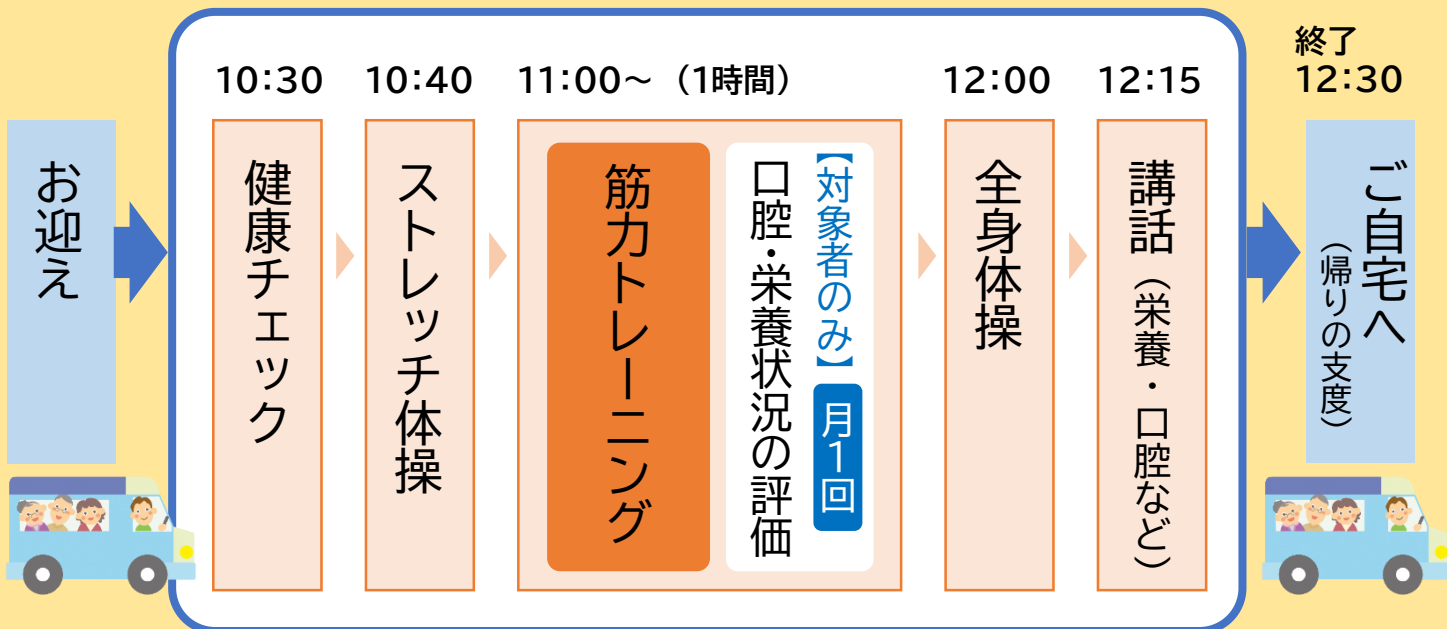 お迎え
10:30
健康チェック
10:40
ストレッチ体操
11:00～（1時間）
筋力トレーニング
【対象者のみ】月1回
口腔・栄養状況の評価
12:00
全身体操
12:15
講話（栄養・口腔など）
終了
12:30
ご自宅へ
（帰りの支度）